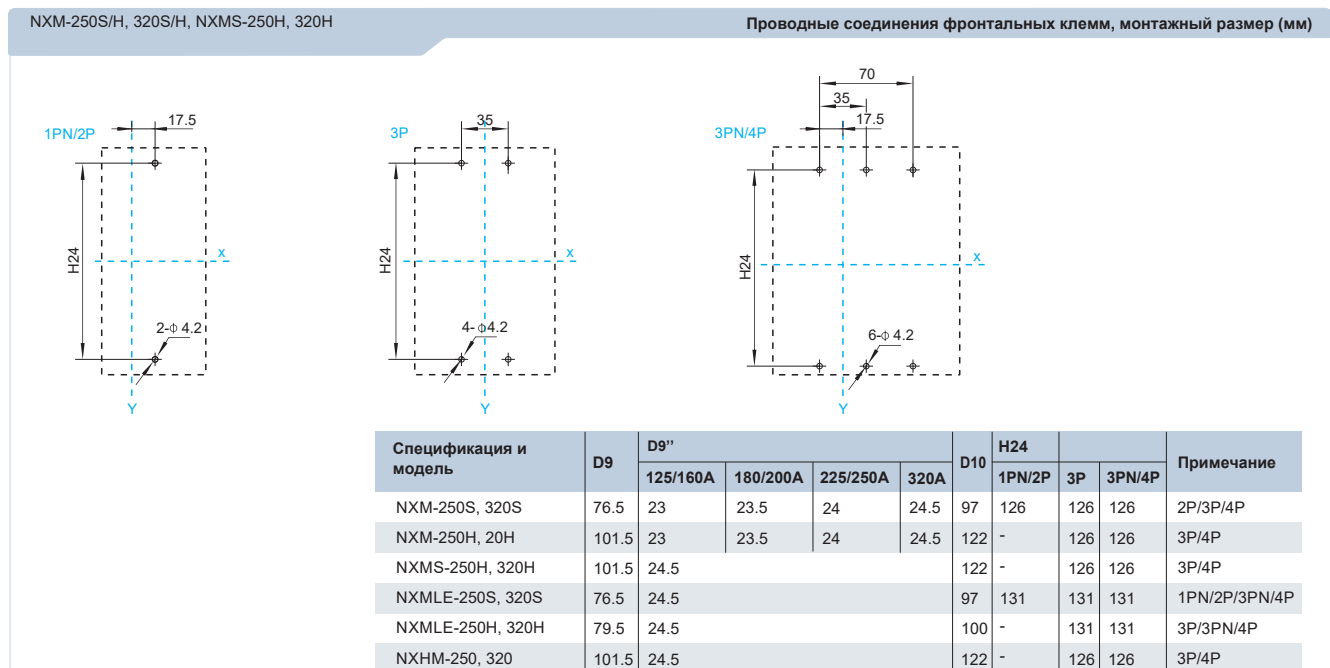 NXM-250S/H, 320S/H, NXMS-250H, 320H
Проводные соединения фронтальных клемм, монтажный размер (мм)
1PN/2P
17.5
H24
x
2-Φ 4.2
Y
3P
35
H24
x
4-Φ4.2
Y
3PN/4P
70
35
17.5
H24
x
6-Φ 4.2
Y
Спецификация и модель D9 D9’’ D10 H24 Примечание
125/160A 180/200A 225/250A 320A 1PN/2P 3P 3PN/4P
NXM-250S, 320S 76.5 23 23.5 24 24.5 97 126 126 126 2P/3P/4P
NXM-250H, 20H 101.5 23 23.5 24 24.5 122 - 126 126 3P/4P
NXMS-250H, 320H 101.5 24.5 122 - 126 126 3P/4P
NXMLE-250S, 320S 76.5 24.5 97 131 131 131 1PN/2P/3PN/4P
NXMLE-250H, 320H 79.5 24.5 100 - 131 131 3P/3PN/4P
NXHM-250, 320 101.5 24.5 122 - 126 126 3P/4P